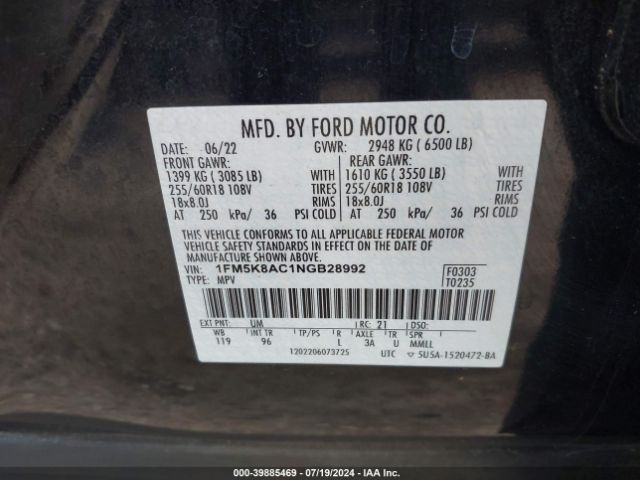 MFD. BY FORD MOTOR CO.
DATE: 06/22 GVWR: 2948 KG ( 6500 LB)
FRONT GAWR: REAR GAWR:
1399 KG ( 3085 LB) WITH 1610 KG ( 3550 LB) WITH
255/60R18 108V TIRES 255/60R18 108V TIRES
18x8.0J RIMS 18x8.0J RIMS
AT 250 kPa/ 36 PSI COLD AT 250 kPa/ 36 PSI COLD
THIS VEHICLE CONFORMS TO ALL APPLICABLE FEDERAL MOTOR
VEHICLE SAFETY STANDARDS IN EFFECT ON THE DATE OF
MANUFACTURE SHOWN ABOVE.
VIN: 1FM5K8AC1NGB28992 F0303
TYPE: MPV T0235
EXT PNT: UM RC: 21 DSO:
WB INT TR TP/PS R AXLE TR SPR
119 96 L 3A U MMLL
1202206073725 UTC ▽ 5U5A-1520472-BA
000-39885469 - 07/19/2024 - IAAI.COM